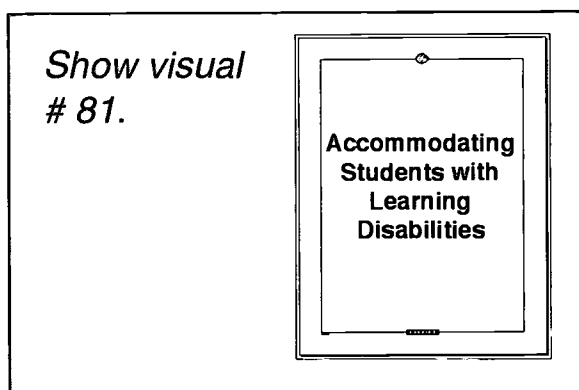 Show visual
# 81.
Accommodating
Students with
Learning
Disabilities